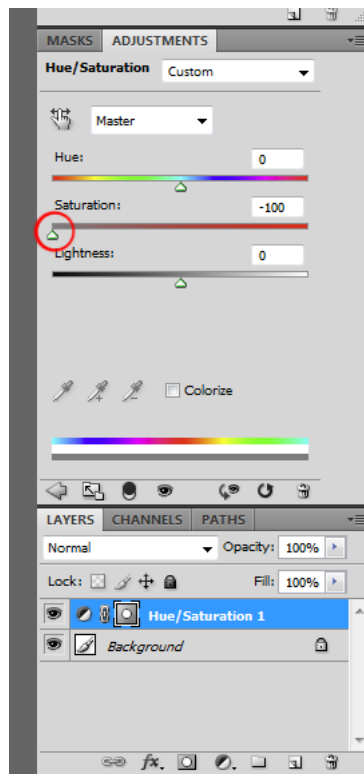 MASKS ADJUSTMENTS
Hue/Saturation Custom
Master
Hue: 0
Saturation: -100
Lightness: 0
Colorize
LAYERS CHANNELS PATHS
Normal Opacity: 100%
Lock: Fill: 100%
Hue/Saturation 1
Background
fx.